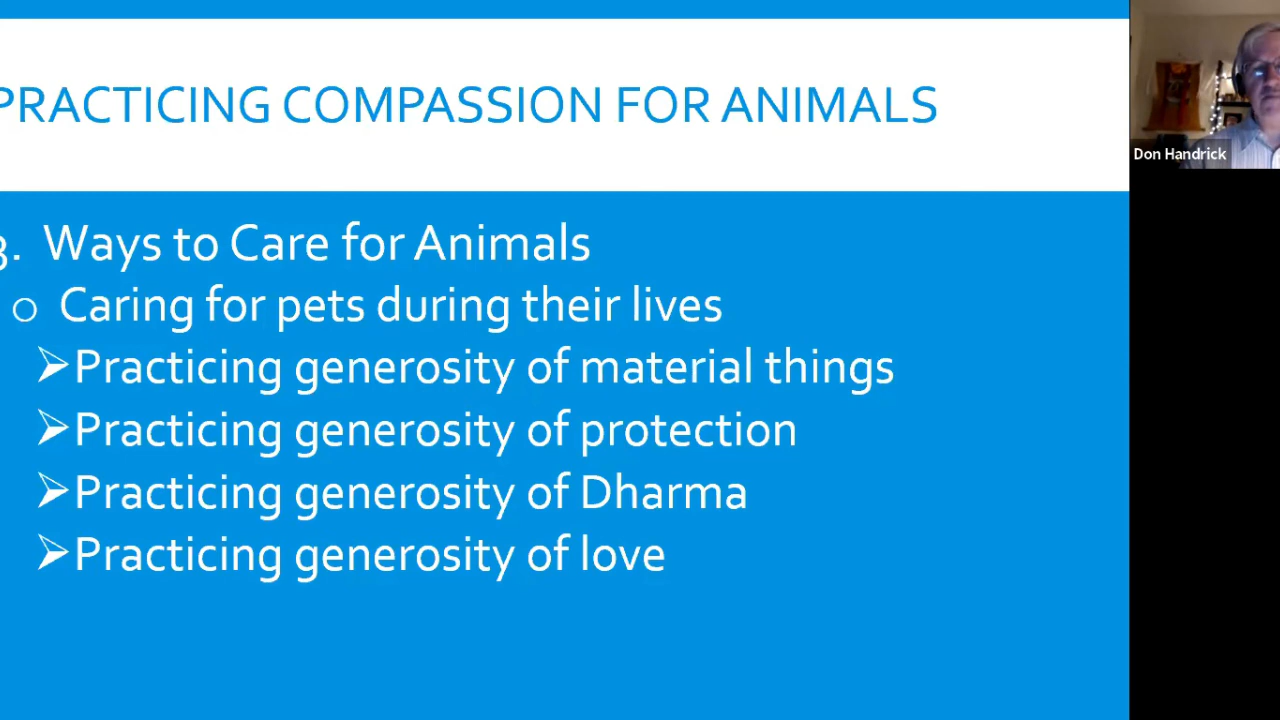 PRACTICING COMPASSION FOR ANIMALS
Don Handrick
3. Ways to Care for Animals
o Caring for pets during their lives
➢Practicing generosity of material things
➢Practicing generosity of protection
➢Practicing generosity of Dharma
➢Practicing generosity of love